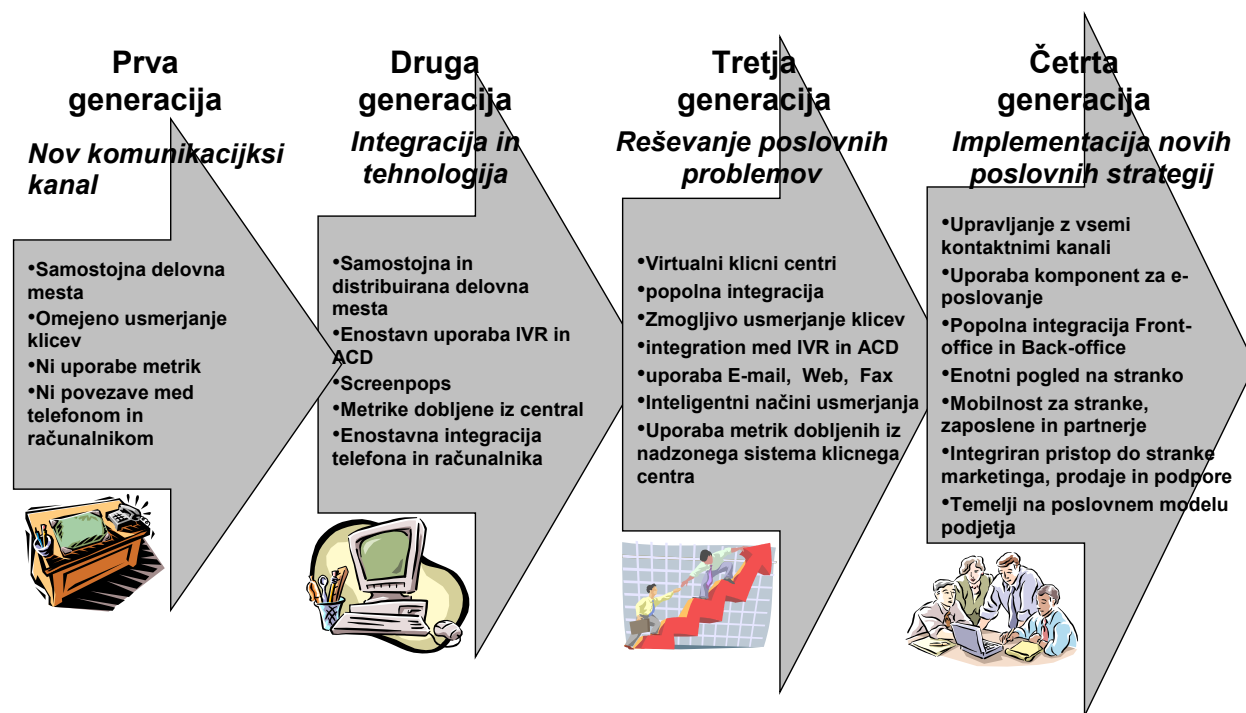 Prva
generacija
Nov komunikacijksi
kanal
•Samostojna delovna
mesta
•Omejeno usmerjanje
klicev
•Ni uporabe metrik
•Ni povezave med
telefonom in
računalnikom
Druga
generacija
Integracija in
tehnologija
•Samostojna in
distribuirana delovna
mesta
•Enostavn uporaba IVR in
ACD
•Screenpops
•Metrike dobljene iz central
•Enostavna integracija
telefona in računalnika
Tretja
generacija
Reševanje poslovnih
problemov
•Virtualni klicni centri
•popolna integracija
•Zmogljivo usmerjanje klicev
•integration med IVR in ACD
•uporaba E-mail, Web, Fax
•Inteligentni načini usmerjanja
•Uporaba metrik dobljenih iz
nadzonega sistema klicnega
centra
Četrta
generacija
Implementacija novih
poslovnih strategij
•Upravljanje z vsemi
kontaktnimi kanali
•Uporaba komponent za e-
poslovanje
•Popolna integracija Front-
office in Back-office
•Enotni pogled na stranko
•Mobilnost za stranke,
zaposlene in partnerje
•Integriran pristop do stranke
marketinga, prodaje in podpore
•Temelji na poslovnem modelu
podjetja